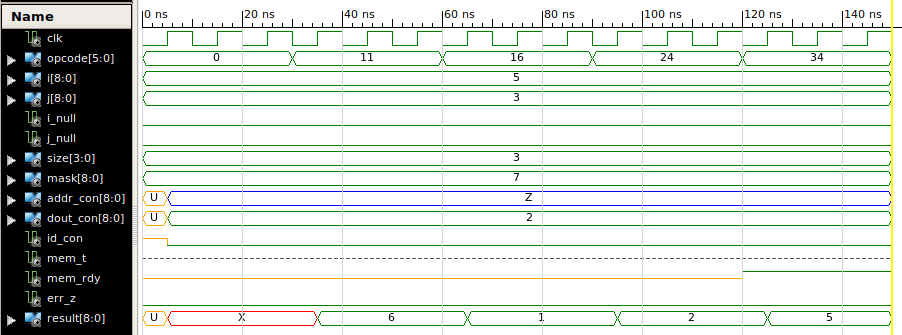 Name 0 ns 20 ns 40 ns 60 ns 80 ns 100 ns 120 ns 140 ns
clk
opcode[5:0] 0 11 16 24 34
i[8:0] 5
j[8:0] 3
i_null
j_null
size[3:0] 3
mask[8:0] 7
addr_con[8:0] U Z
dout_con[8:0] U 2
id_con
mem_t
mem_rdy
err_z
result[8:0] U X 6 1 2 5